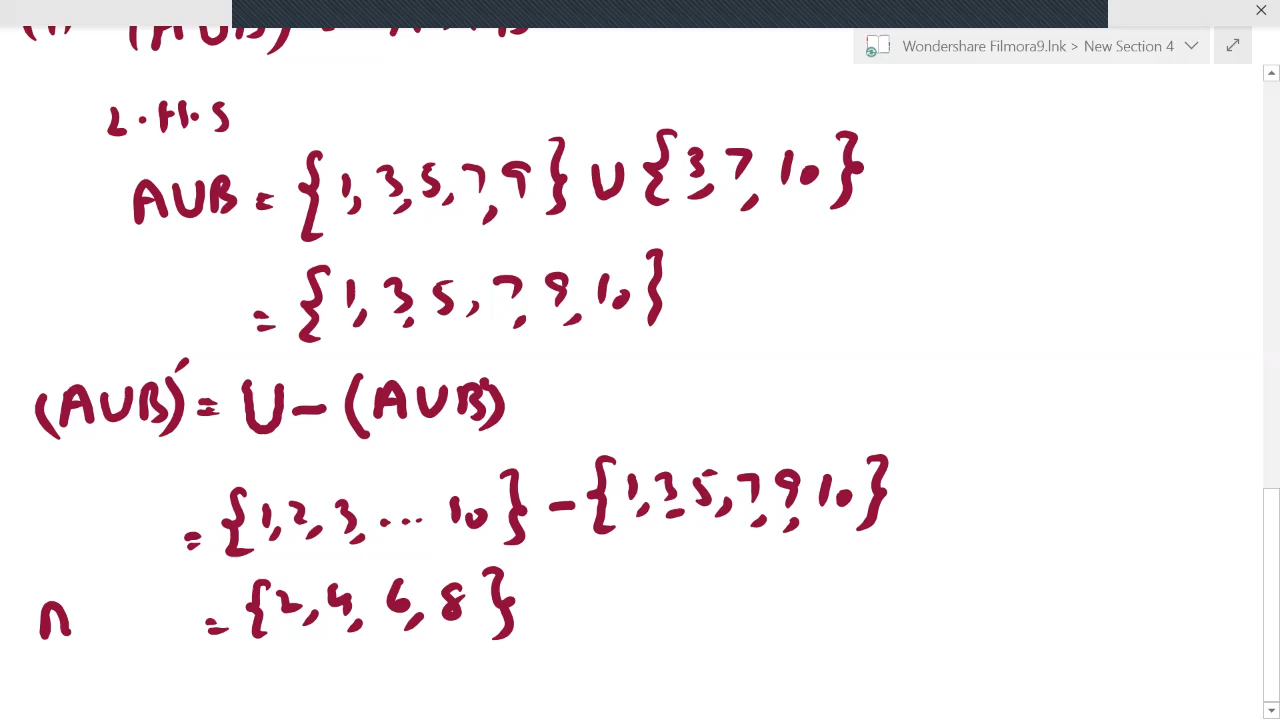 Wondershare Filmora9.lnk > New Section 4
L.H.S
AUB = {1, 3, 5, 7, 9} U {3, 7, 10}
= {1, 3, 5, 7, 9, 10}
(AUB)' = U - (AUB)
= {1, 2, 3, ... 10} - {1, 3, 5, 7, 9, 10}
= {2, 4, 6, 8}
n